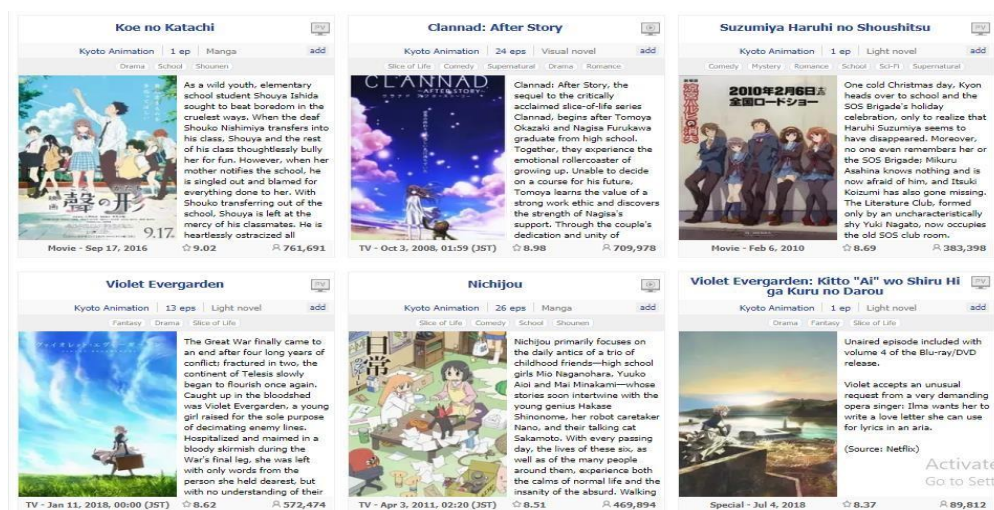 Koe no Katachi
Kyoto Animation 1 ep Manga add
Drama School Shounen
聲の形
映画
9.17
As a wild youth, elementary
school student Shouya Ishida
sought to beat boredom in the
cruelest ways. When the deaf
Shouko Nishimiya transfers into
his class, Shouya and the rest
of his class thoughtlessly bully
her for fun. However, when her
mother notifies the school, he
is singled out and blamed for
everything done to her. With
Shouko transferring out of the
school, Shouya is left at the
mercy of his classmates. He is
heartlessly ostracized all
Movie - Sep 17, 2016 9.02 761,691
Clannad: After Story
Kyoto Animation 24 eps Visual novel add
Slice of Life Comedy Supernatural Drama Romance
CLANNAD
AFTER STORY
Clannad: After Story, the
sequel to the critically
acclaimed slice-of-life series
Clannad, begins after Tomoya
Okazaki and Nagisa Furukawa
graduate from high school.
Together, they experience the
emotional rollercoaster of
growing up. Unable to decide
on a course for his future,
Tomoya learns the value of a
strong work ethic and discovers
the strength of Nagisa's
support. Through the couple's
dedication and unity of
TV - Oct 3, 2008, 01:59 (JST) 8.98 709,978
Suzumiya Haruhi no Shoushitsu
Kyoto Animation 1 ep Light novel add
Comedy Mystery Romance School Sci-Fi Supernatural
2010年2月6日
全国ロードショー
涼宮ハルヒの消失
One cold Christmas day, Kyon
heads over to school and the
SOS Brigade's holiday
celebration, only to realize that
Haruhi Suzumiya seems to
have disappeared. Moreover,
no one even remembers her or
the SOS Brigade; Mikuru
Asahina knows nothing and is
now afraid of him, and Itsuki
Koizumi has also gone missing.
The Literature Club, formed
only by an uncharacteristically
shy Yuki Nagato, now occupies
the old SOS club room.
Movie - Feb 6, 2010 8.69 383,398
Violet Evergarden
Kyoto Animation 13 eps Light novel add
Fantasy Drama Slice of Life
ヴァイオレット・エヴァーガーデン
The Great War finally came to
an end after four long years of
conflict; fractured in two, the
continent of Telesis slowly
began to flourish once again.
Caught up in the bloodshed
was Violet Evergarden, a young
girl raised for the sole purpose
of decimating enemy lines.
Hospitalized and maimed in a
bloody skirmish during the
War's final leg, she was left
with only words from the
person she held dearest, but
with no understanding of their
TV - Jan 11, 2018, 00:00 (JST) 8.62 572,474
Nichijou
Kyoto Animation 26 eps Manga add
Slice of Life Comedy School Shounen
日常
Nichijou primarily focuses on
the daily antics of a trio of
childhood friends—high school
girls Mio Naganohara, Yuuko
Aioi and Mai Minakami—whose
stories soon intertwine with the
young genius Hakase
Shinonome, her robot caretaker
Nano, and their talking cat
Sakamoto. With every passing
day, the lives of these six, as
well as of the many people
around them, experience both
the calms of normal life and the
insanity of the absurd. Walking
TV - Apr 3, 2011, 02:20 (JST) 8.51 469,894
Violet Evergarden: Kitto "Ai" wo Shiru Hi
ga Kuru no Darou
Kyoto Animation 1 ep Light novel add
Drama Fantasy Slice of Life
Unaired episode included with
volume 4 of the Blu-ray/DVD
release.
Violet accepts an unusual
request from a very demanding
opera singer: Ilma wants her to
write a love letter she can use
for lyrics in an aria.
(Source: Netflix)
Special - Jul 4, 2018 8.37 89,812
Activate
Go to Sett